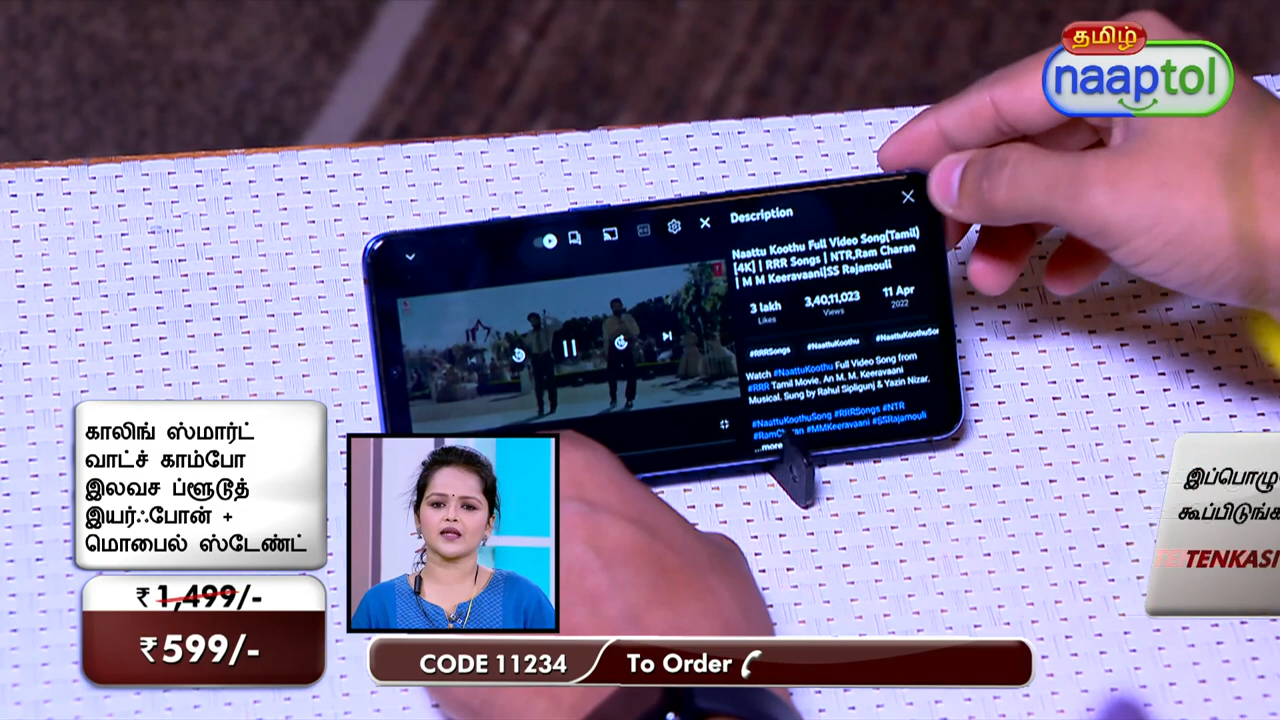 தமிழ்
naaptol
Description
Naattu Koothu Full Video Song(Tamil)
[4K] | RRR Songs | NTR,Ram Charan
| M M Keeravaani|SS Rajamouli
3 lakh 3,40,11,023 11 Apr
Likes Views 2022
#RRRSongs #NaattuKoothu #NaattuKoothuSon
Watch #NaattuKoothu Full Video Song from
#RRR Tamil Movie, An M. M. Keeravaani
Musical. Sung by Rahul Sipligunj & Yazin Nizar.
#NaattuKoothuSong #RRRSongs #NTR
#RamCharan #MMKeeravaani #SSRajamouli
...more
காலிங் ஸ்மார்ட்
வாட்ச் காம்போ
இலவச ப்ளூடூத்
இயர்ஃபோன் +
மொபைல் ஸ்டேண்ட்
₹ 1,499/-
₹599/-
இப்பொழு
கூப்பிடுங்க
TENKASI
CODE 11234 To Order